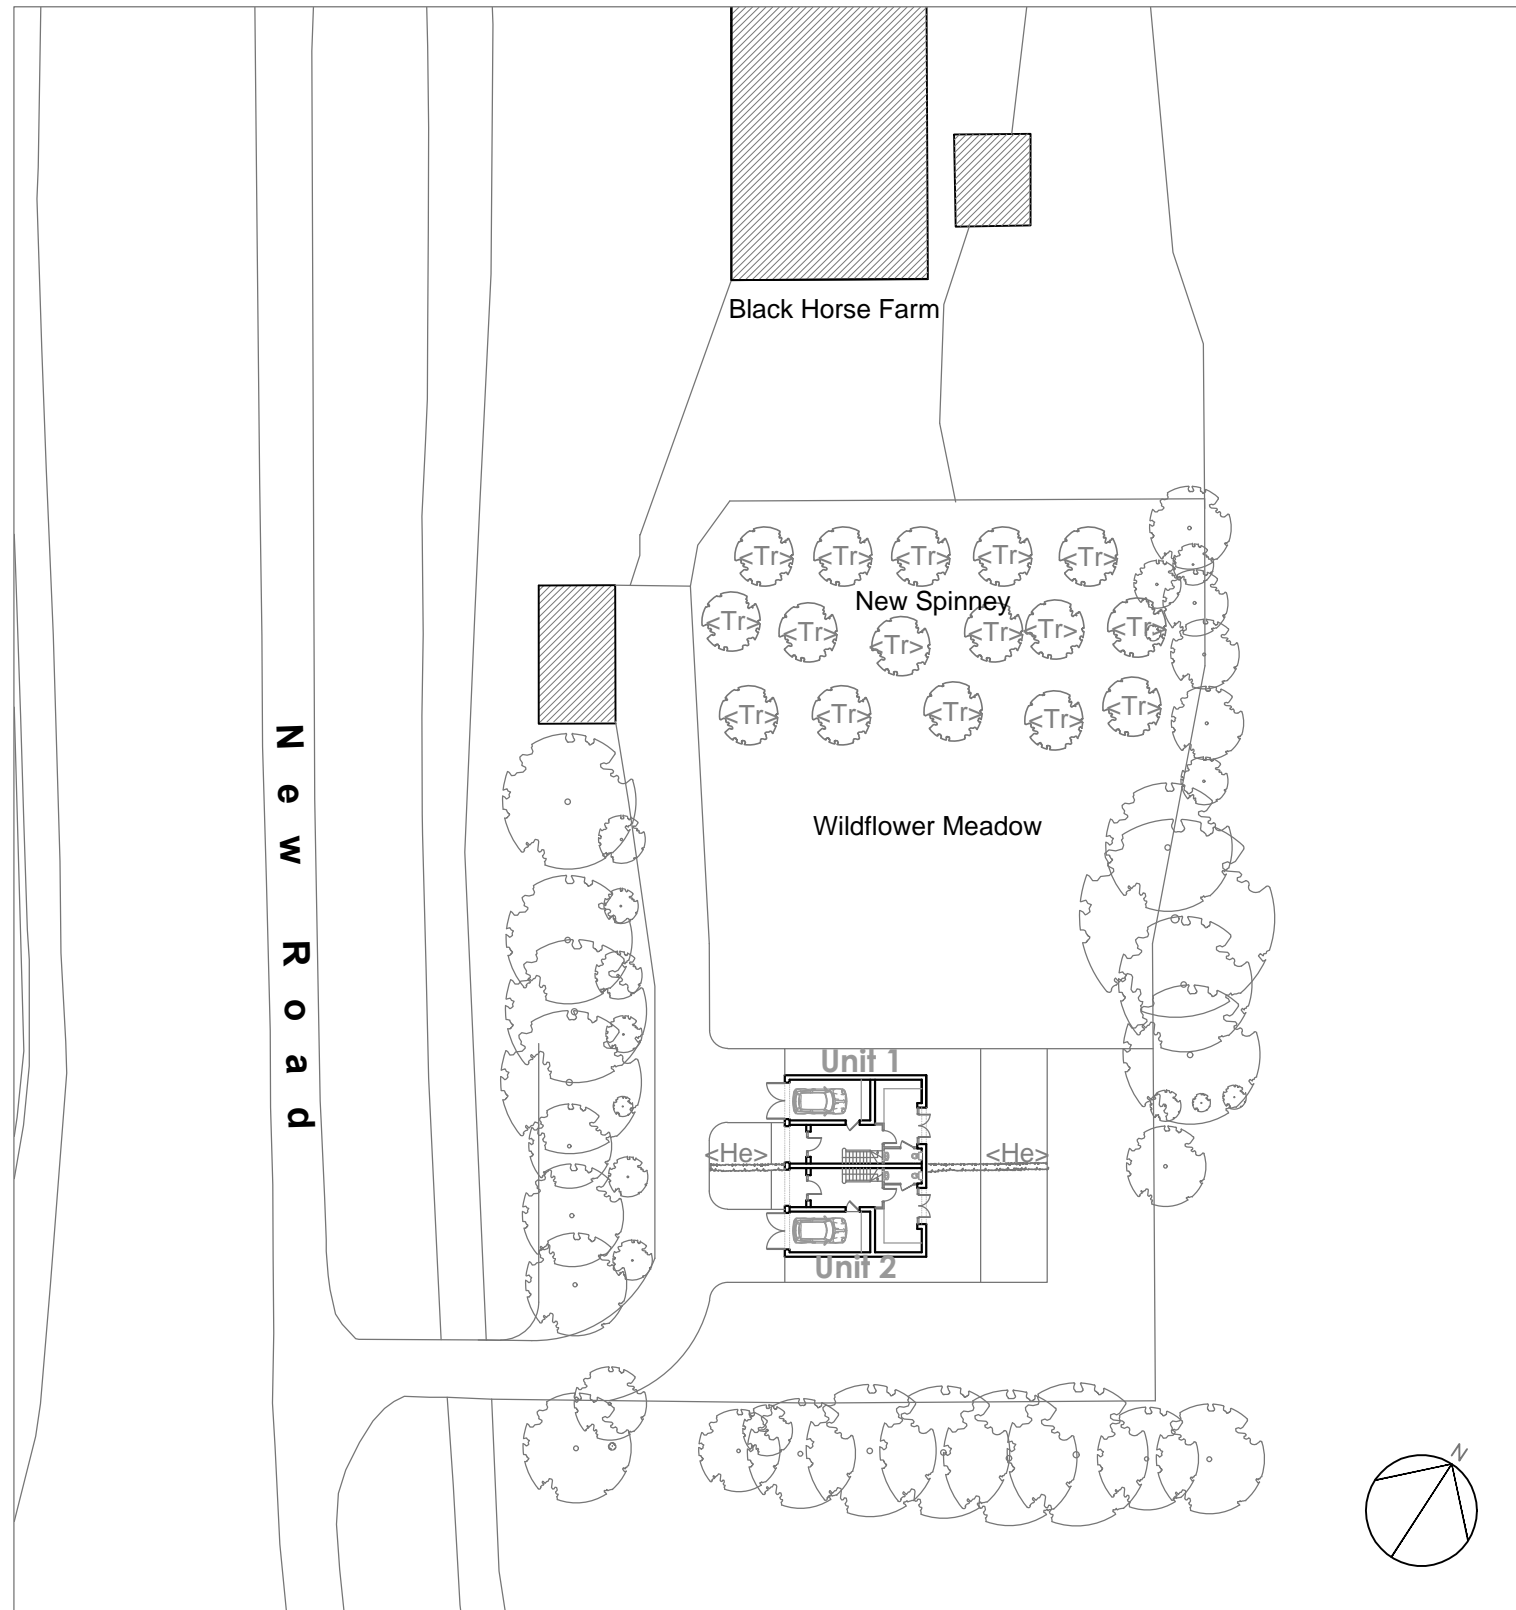 Black Horse Farm
<Tr> <Tr> <Tr> <Tr> <Tr>
New Spinney
<Tr> <Tr> <Tr> <Tr> <Tr> <Tr>
<Tr> <Tr> <Tr> <Tr> <Tr>
New Road
Wildflower Meadow
Unit 1
<He> <He>
Unit 2
N